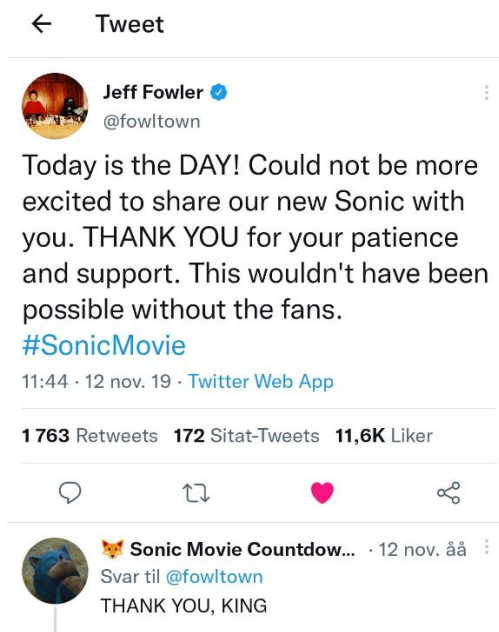 Tweet
Jeff Fowler
@fowltown
Today is the DAY! Could not be more
excited to share our new Sonic with
you. THANK YOU for your patience
and support. This wouldn't have been
possible without the fans.
#SonicMovie
11:44 · 12 nov. 19 · Twitter Web App
1 763 Retweets 172 Sitat-Tweets 11,6K Liker
🦊 Sonic Movie Countdow... · 12 nov. åå
Svar til @fowltown
THANK YOU, KING